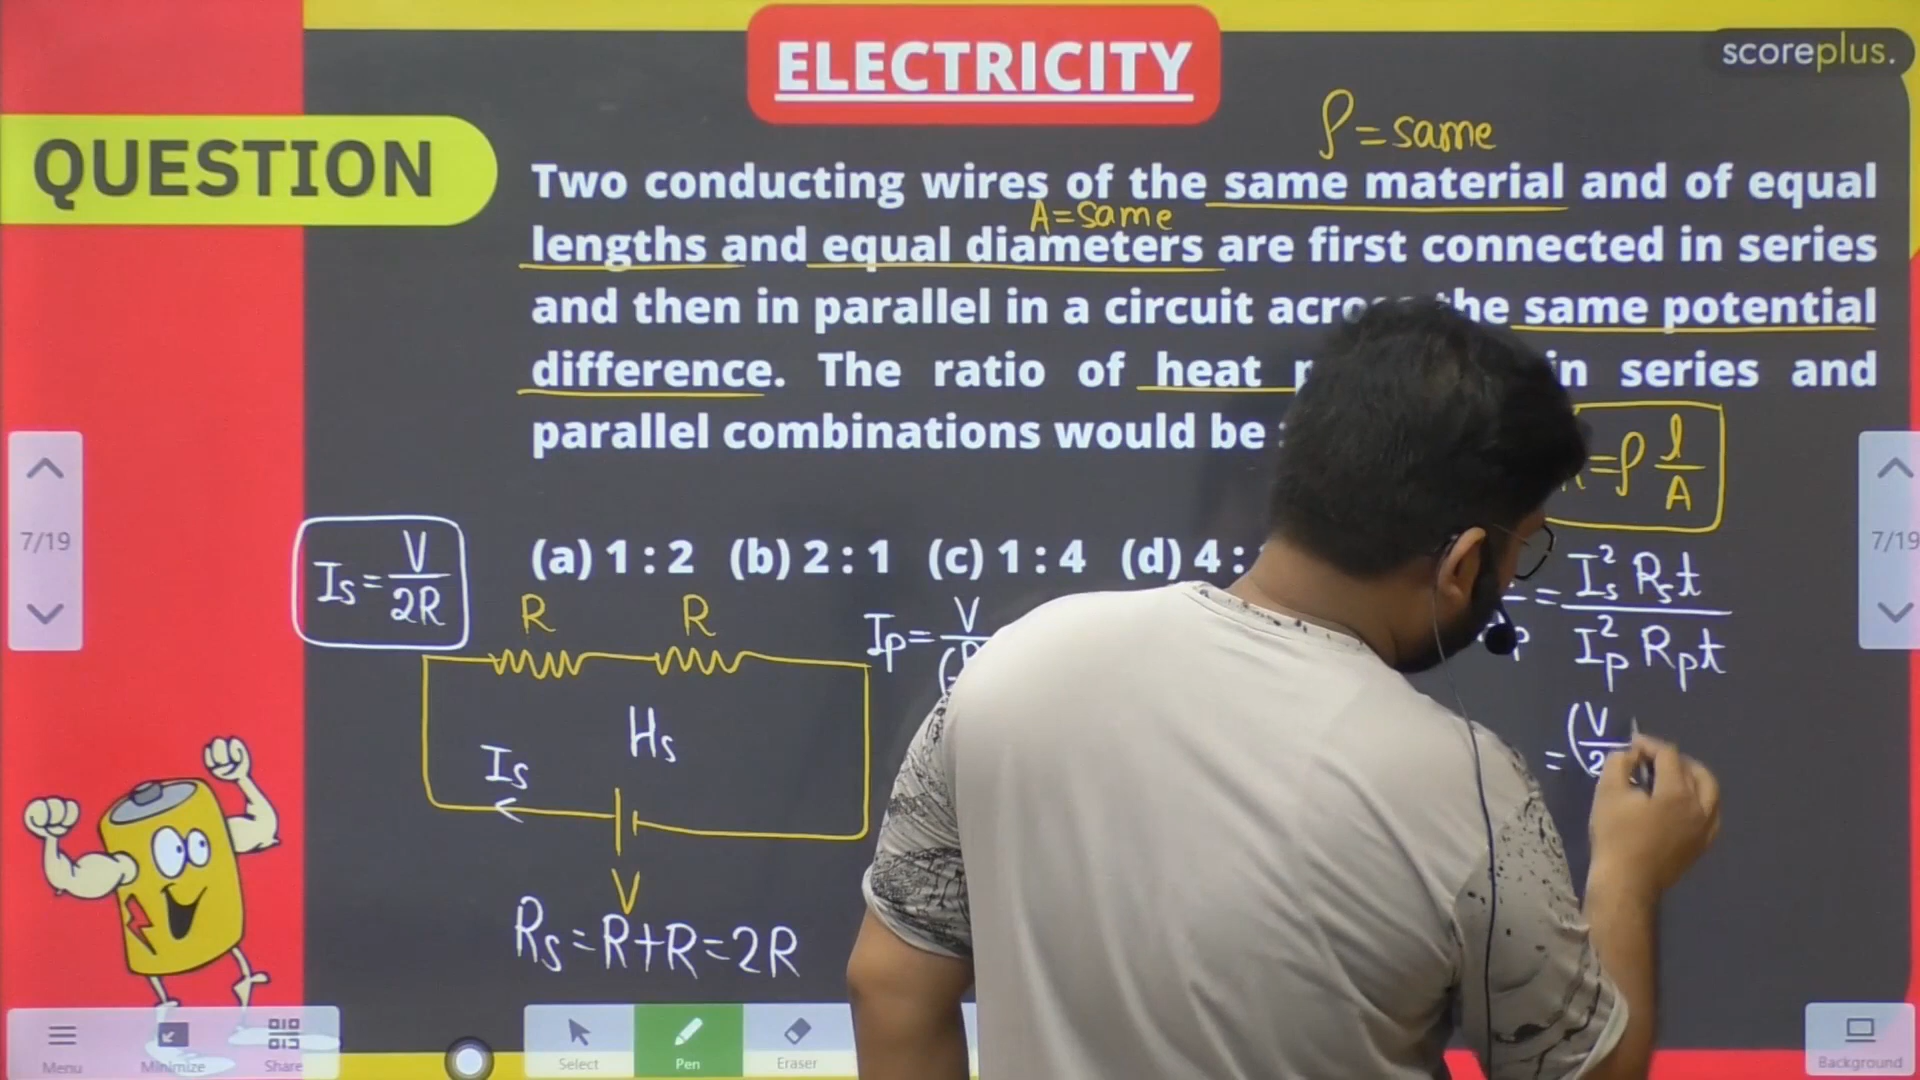 ELECTRICITY
scoreplus.
ρ = same
QUESTION
Two conducting wires of the same material and of equal
A = same
lengths and equal diameters are first connected in series
and then in parallel in a circuit the same potential
difference. The ratio of heat in series and
parallel combinations would be
= ρ l/A
7/19
7/19
Is = V/2R
(a) 1 : 2 (b) 2 : 1 (c) 1 : 4 (d) 4 :
R R
Ip = V
= Is² Rs t / Ip² Rp t
Hs
Is
= (V/2
V
Rs = R+R = 2R
Menu Minimize Share Select Pen Eraser Background